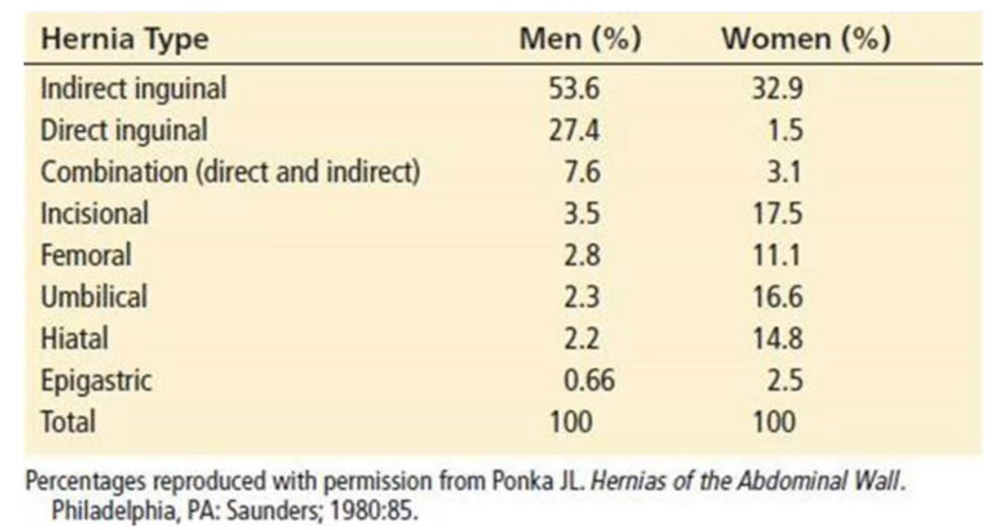 Hernia Type Men (%) Women (%)
Indirect inguinal 53.6 32.9
Direct inguinal 27.4 1.5
Combination (direct and indirect) 7.6 3.1
Incisional 3.5 17.5
Femoral 2.8 11.1
Umbilical 2.3 16.6
Hiatal 2.2 14.8
Epigastric 0.66 2.5
Total 100 100
Percentages reproduced with permission from Ponka JL. Hernias of the Abdominal Wall.
Philadelphia, PA: Saunders; 1980:85.